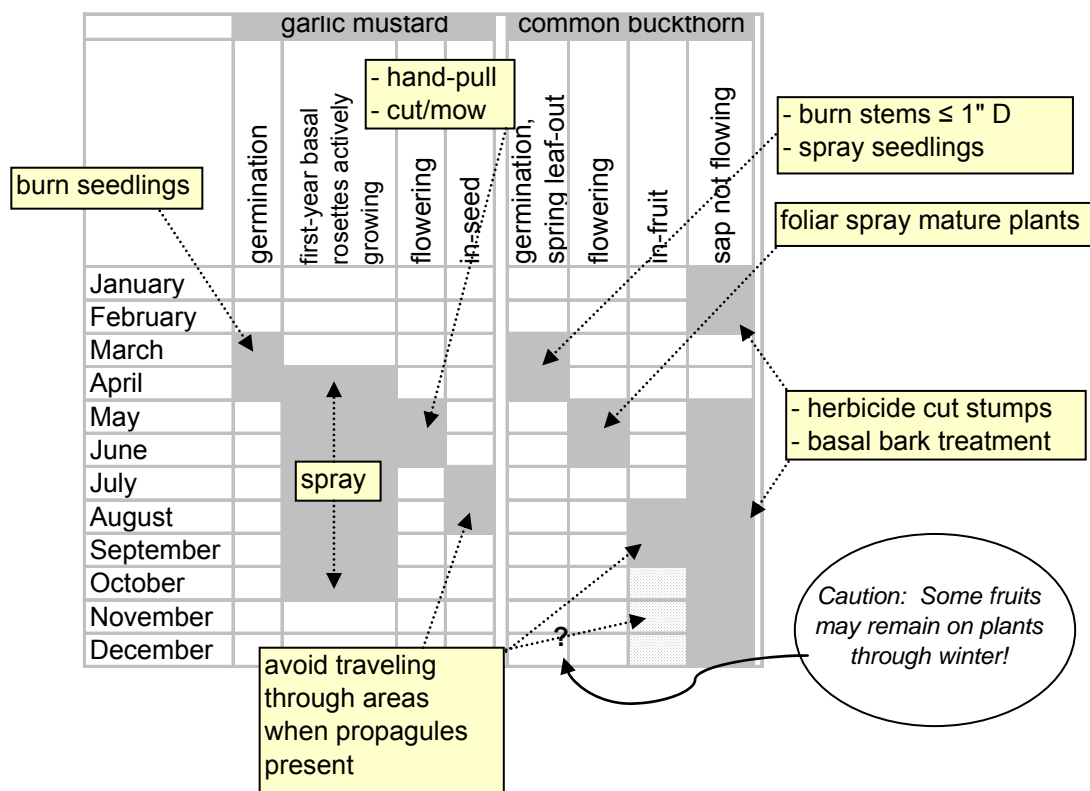 garlic mustard
common buckthorn
- hand-pull
- cut/mow
- burn stems ≤ 1" D
- spray seedlings
burn seedlings
foliar spray mature plants
germination
first-year basal
rosettes actively
growing
flowering
in-seed
germination,
spring leaf-out
flowering
in-fruit
sap not flowing
January
February
March
April
May
June
July
August
September
October
November
December
spray
- herbicide cut stumps
- basal bark treatment
Caution: Some fruits
may remain on plants
through winter!
?
avoid traveling
through areas
when propagules
present